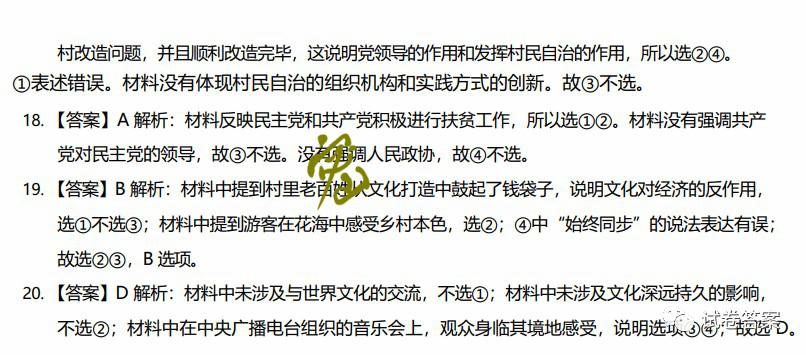 村改造问题，并且顺利改造完毕，这说明党领导的作用和发挥村民自治的作用，所以选②④。
①表述错误。材料没有体现村民自治的组织机构和实践方式的创新。故③不选。
18. 【答案】A 解析：材料反映民主党和共产党积极进行扶贫工作，所以选①②。材料没有强调共产
党对民主党的领导，故③不选。没有强调人民政协，故④不选。
19. 【答案】B 解析：材料中提到村里老百姓从文化打造中鼓起了钱袋子，说明文化对经济的反作用，
选①不选③；材料中提到游客在花海中感受乡村本色，选②；④中“始终同步”的说法表达有误；
故选②③，B 选项。
20. 【答案】D 解析：材料中未涉及与世界文化的交流，不选①；材料中未涉及文化深远持久的影响，
不选②；材料中在中央广播电台组织的音乐会上，观众身临其境地感受，说明选项③④，故选 D。
试卷答案